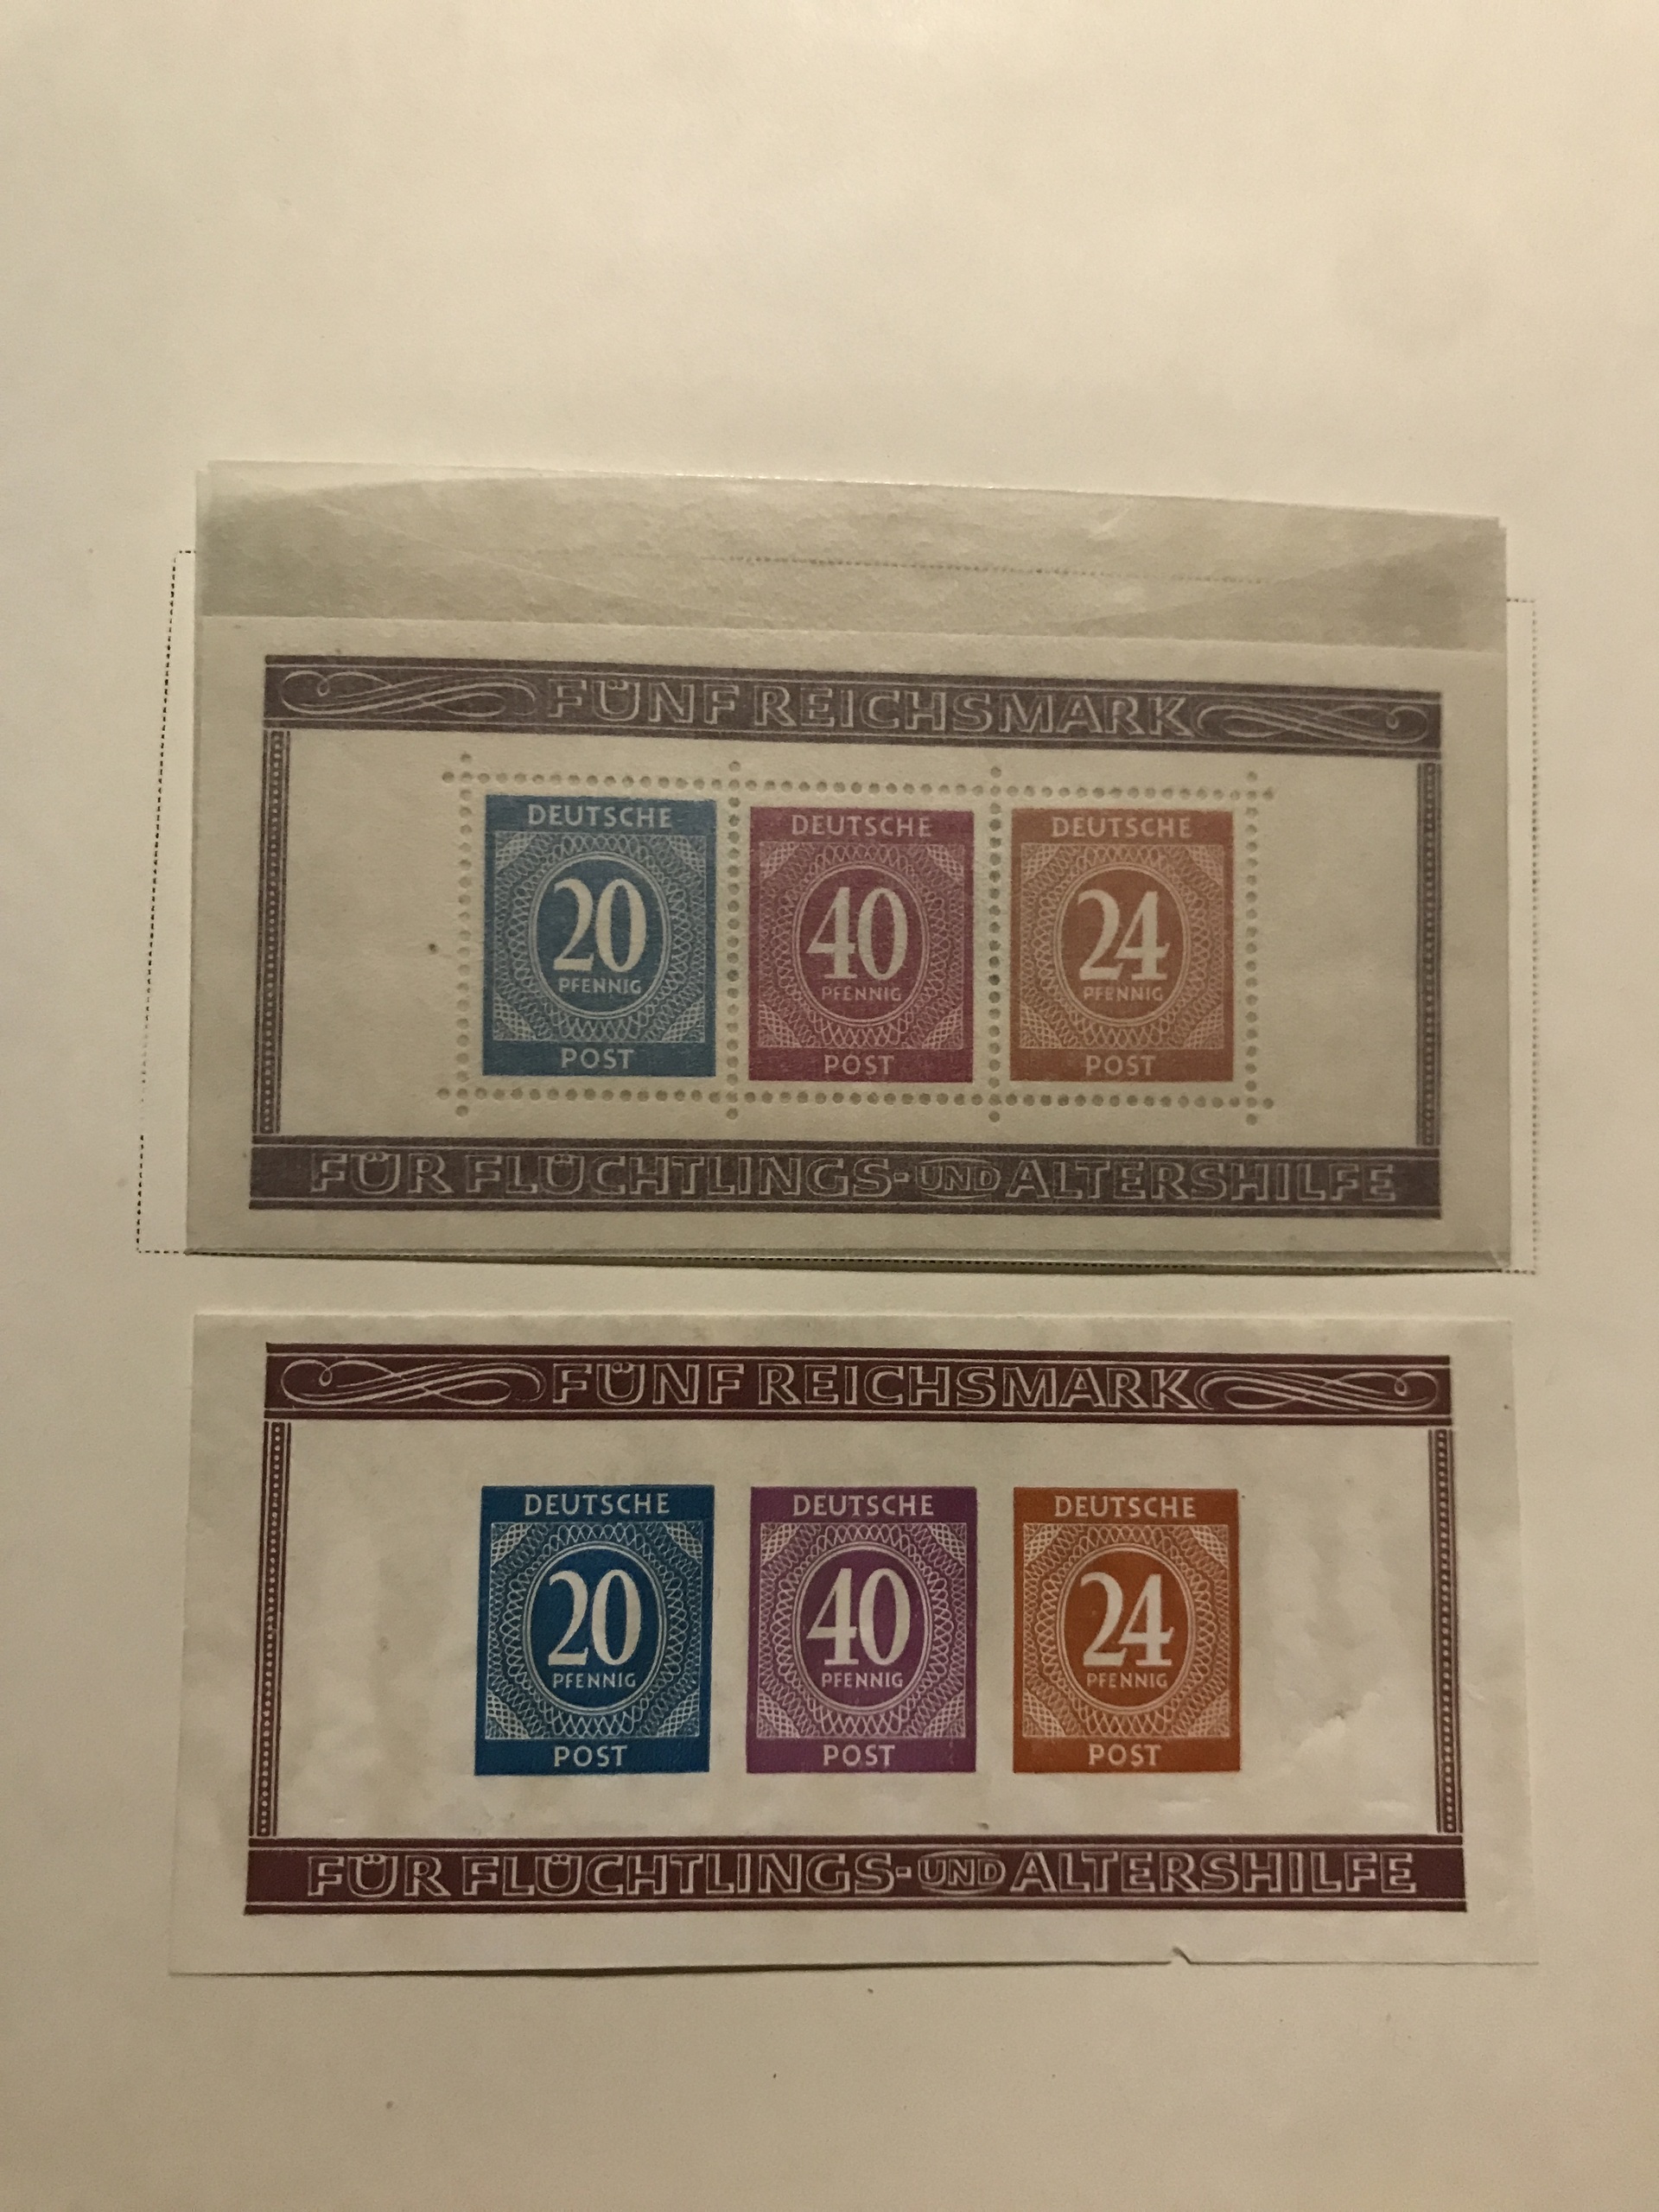 FÜNF REICHSMARK
DEUTSCHE DEUTSCHE DEUTSCHE
20 40 24
PFENNIG PFENNIG PFENNIG
POST POST POST
FÜR FLÜCHTLINGS-UND ALTERSHILFE
FÜNF REICHSMARK
DEUTSCHE DEUTSCHE DEUTSCHE
20 40 24
PFENNIG PFENNIG PFENNIG
POST POST POST
FÜR FLÜCHTLINGS-UND ALTERSHILFE